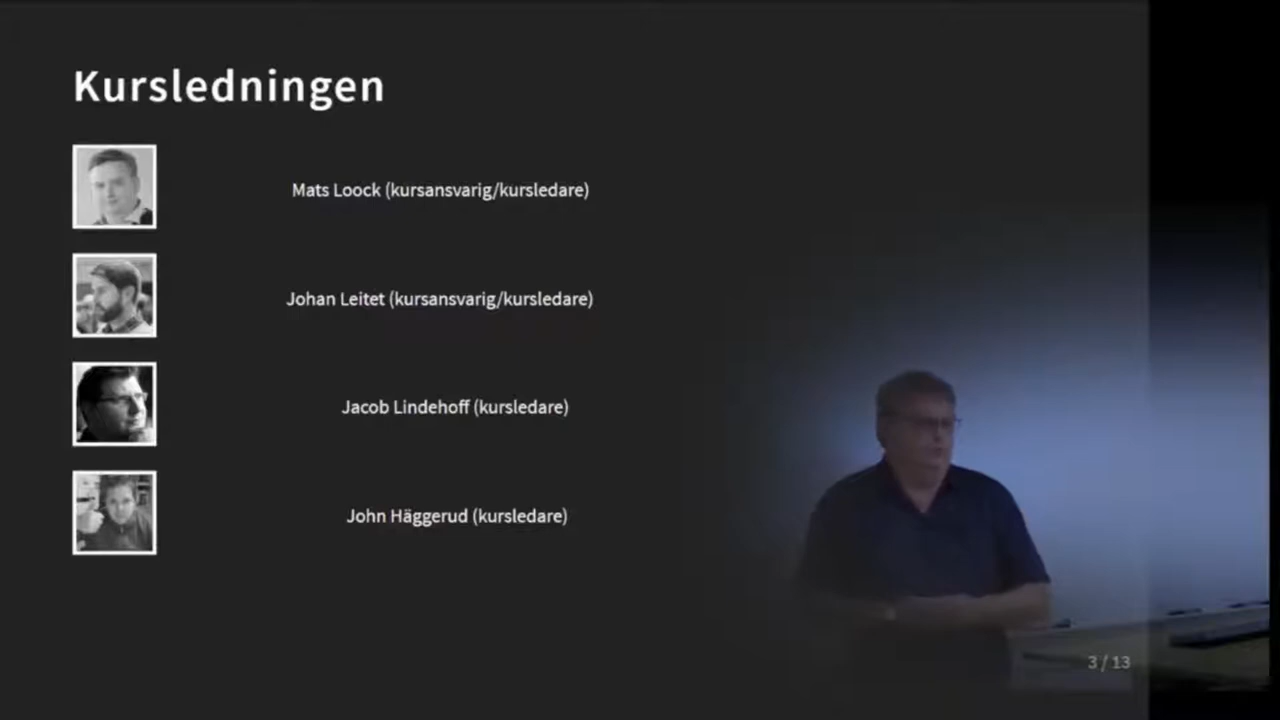 Kursledningen
Mats Loock (kursansvarig/kursledare)
Johan Leitet (kursansvarig/kursledare)
Jacob Lindehoff (kursledare)
John Häggerud (kursledare)
3 / 13